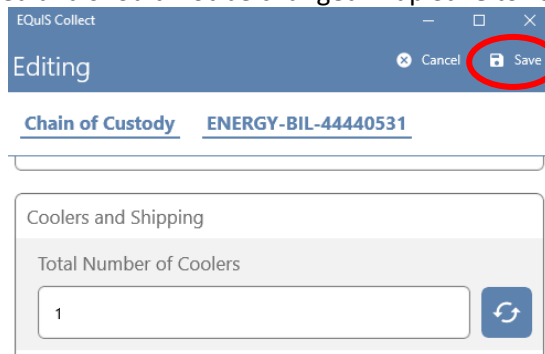 EQuIS Collect
Editing Cancel Save
Chain of Custody ENERGY-BIL-44440531
Coolers and Shipping
Total Number of Coolers
1